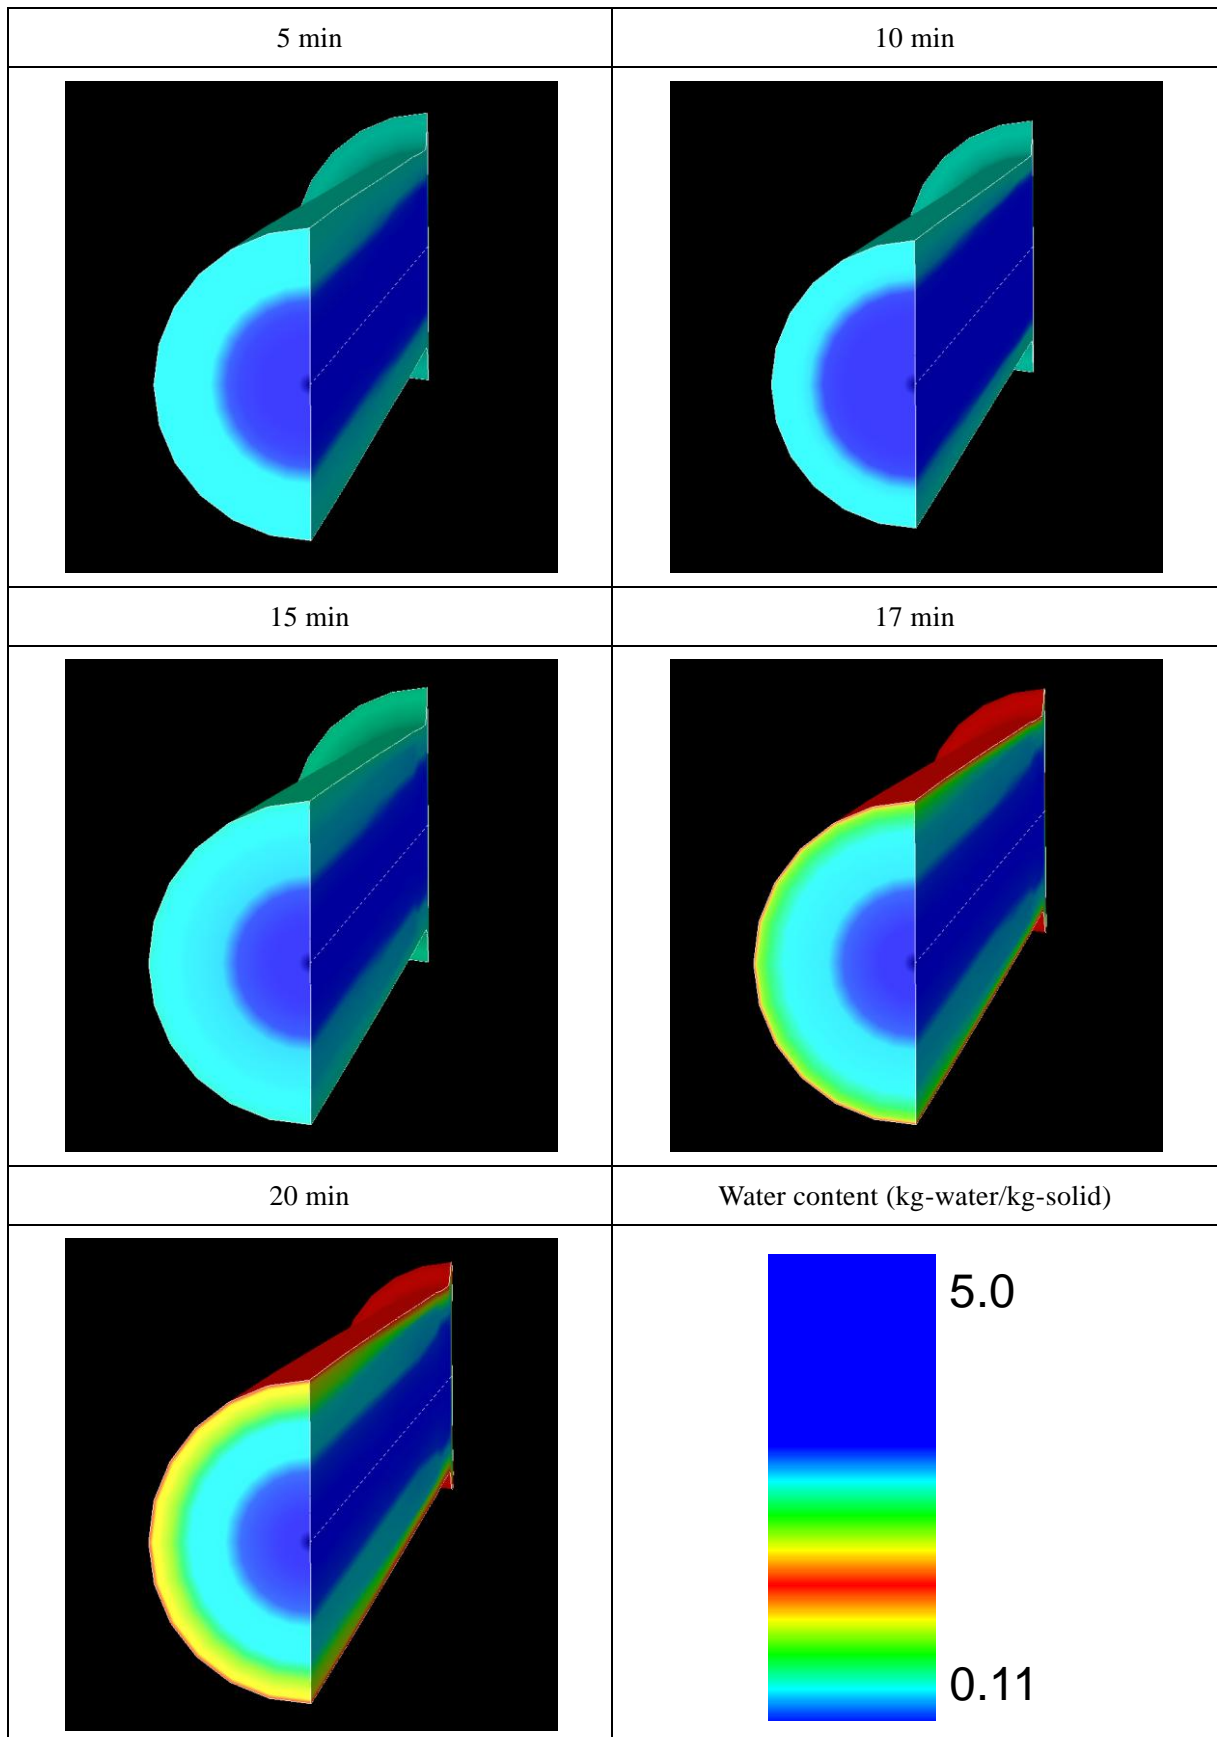 5 min
10 min
15 min
17 min
20 min
Water content (kg-water/kg-solid)
5.0
0.11